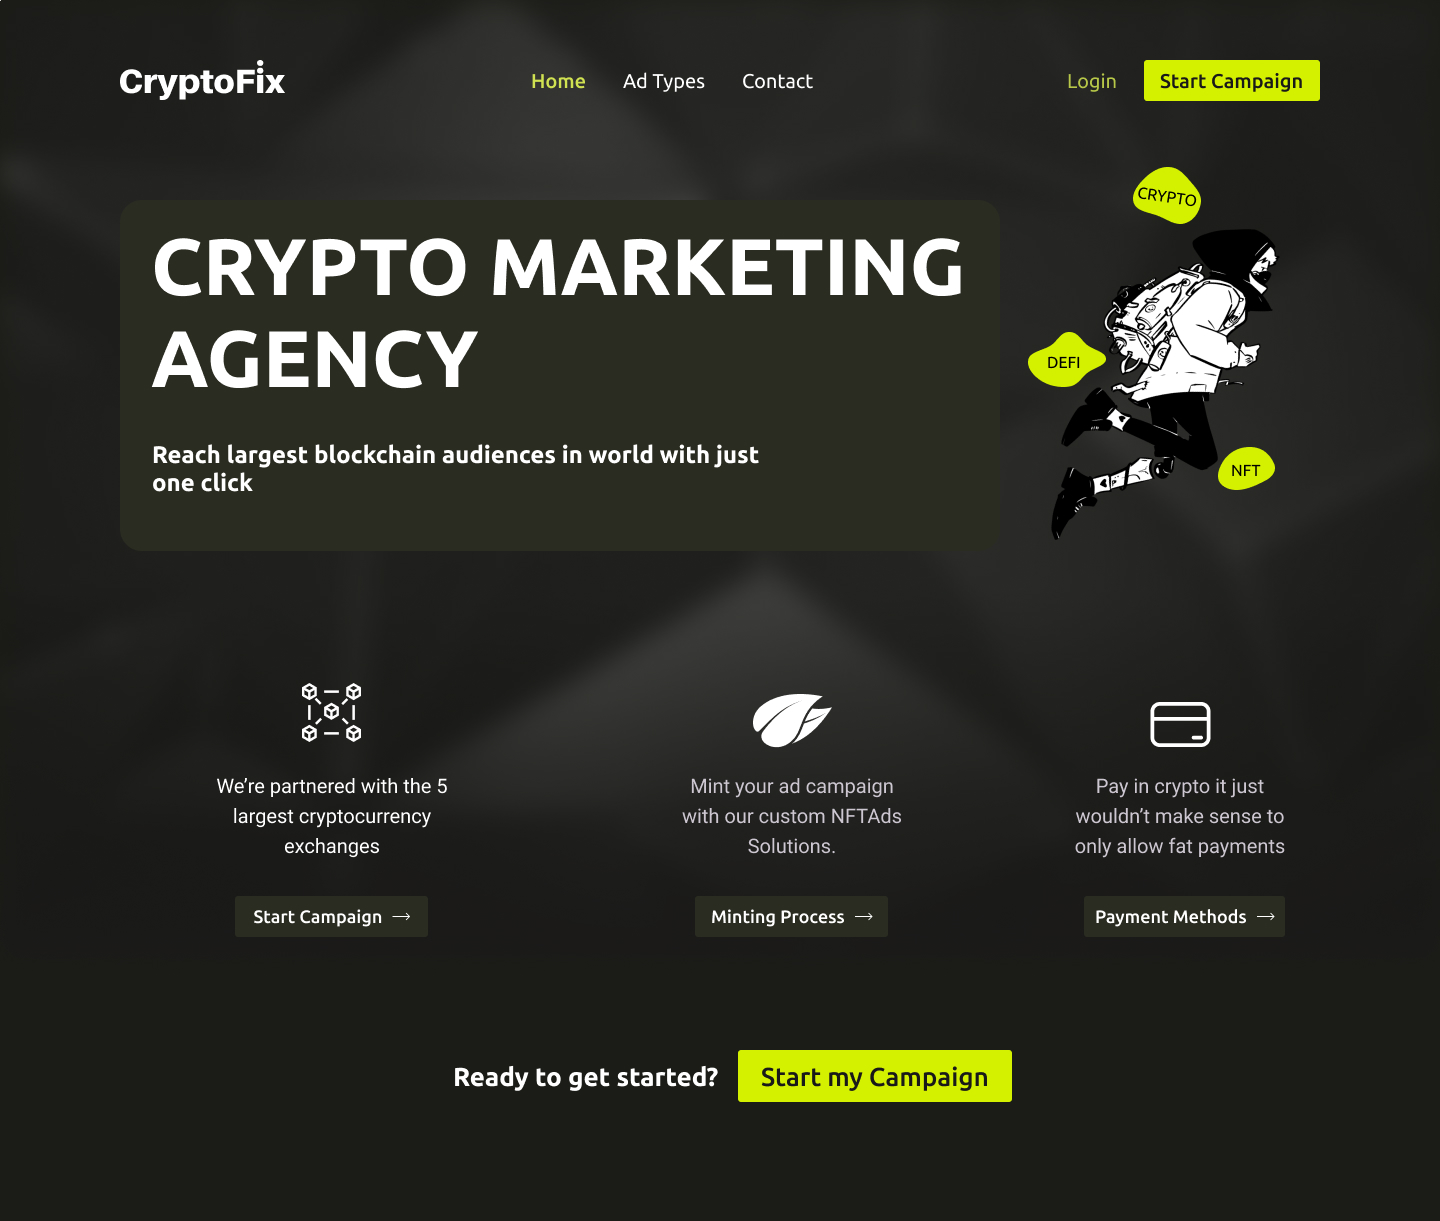 CryptoFix
Home
Ad Types
Contact
Login
Start Campaign
CRYPTO
CRYPTO MARKETING
AGENCY
DEFI
Reach largest blockchain audiences in world with just
one click
NFT
We’re partnered with the 5
largest cryptocurrency
exchanges
Start Campaign
Mint your ad campaign
with our custom NFTAds
Solutions.
Minting Process
Pay in crypto it just
wouldn’t make sense to
only allow fat payments
Payment Methods
Ready to get started?
Start my Campaign